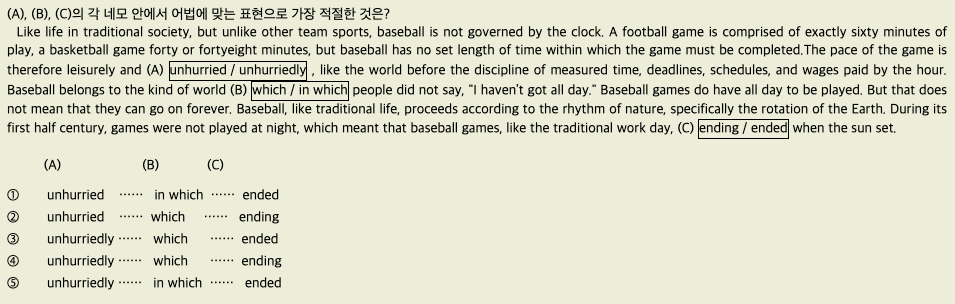 (A), (B), (C)의 각 네모 안에서 어법에 맞는 표현으로 가장 적절한 것은?
Like life in traditional society, but unlike other team sports, baseball is not governed by the clock. A football game is comprised of exactly sixty minutes of
play, a basketball game forty or fortyeight minutes, but baseball has no set length of time within which the game must be completed.The pace of the game is
therefore leisurely and (A) unhurried / unhurriedly , like the world before the discipline of measured time, deadlines, schedules, and wages paid by the hour.
Baseball belongs to the kind of world (B) which / in which people did not say, "I haven't got all day." Baseball games do have all day to be played. But that does
not mean that they can go on forever. Baseball, like traditional life, proceeds according to the rhythm of nature, specifically the rotation of the Earth. During its
first half century, games were not played at night, which meant that baseball games, like the traditional work day, (C) ending / ended when the sun set.
(A) (B) (C)
① unhurried ······ in which ······ ended
② unhurried ······ which ······ ending
③ unhurriedly ······ which ······ ended
④ unhurriedly ······ which ······ ending
⑤ unhurriedly ······ in which ······ ended